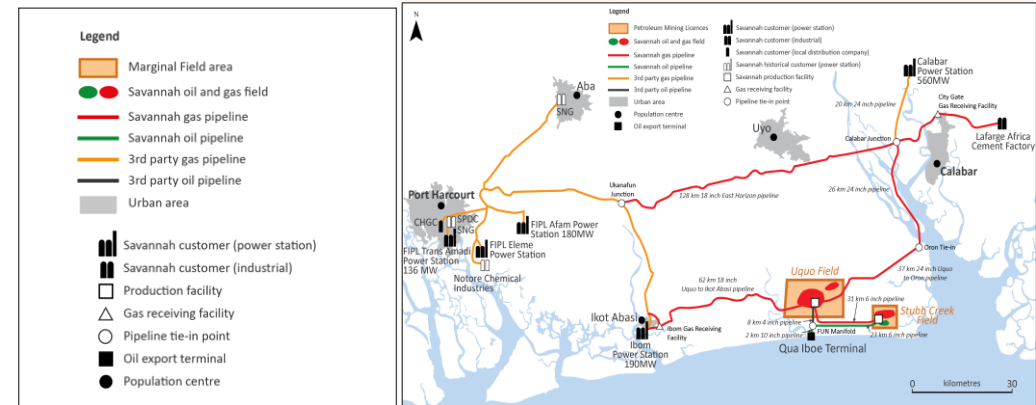 Legend
Marginal Field area
Savannah oil and gas field
Savannah gas pipeline
Savannah oil pipeline
3rd party gas pipeline
3rd party oil pipeline
Urban area
Savannah customer (power station)
Savannah customer (industrial)
Production facility
Gas receiving facility
Pipeline tie-in point
Oil export terminal
Population centre
N
Legend
Petroleum Mining Licences
Savannah oil and gas field
Savannah gas pipeline
Savannah oil pipeline
3rd party gas pipeline
3rd party oil pipeline
Urban area
Population centre
Oil export terminal
Savannah customer (power station)
Savannah customer (industrial)
Savannah customer (local distribution company)
Savannah historical customer (power station)
Savannah production facility
Gas receiving facility
Pipeline tie-in point
Calabar
Power Station
560MW
City Gate
Gas Receiving Facility
20 km 24 inch pipeline
Lafarge Africa
Cement Factory
Calabar Junction
Calabar
Aba
SNG
Uyo
Ukanafun
Junction
128 km 18 inch East Horizon pipeline
26 km 24 inch pipeline
Port Harcourt
CHGC
SPDC
SNG
FIPL Afam Power
Station 180MW
FIPL Trans Amadi
Power Station
136 MW
FIPL Eleme
Power Station
Notore Chemical
Industries
Oron Tie-in
37 km 24 inch Uquo
to Oron pipeline
62 km 18 inch
Uquo to Ikot Abasi pipeline
Uquo Field
31 km 6 inch pipeline
Stubb Creek
Field
Ikot Abasi
Ibom Gas Receiving
Facility
Ibom
Power Station
190MW
8 km 4 inch pipeline
FUN Manifold
2 km 10 inch pipeline
23 km 6 inch pipeline
Qua Iboe Terminal
0 kilometres 30